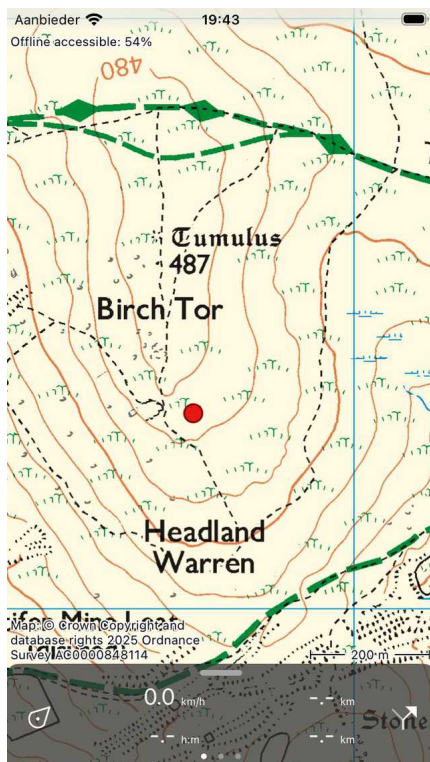 Aanbieder 19:43
Offline accessible: 54%
480
Tumulus
487
Birch Tor
Headland
Warren
Map: © Crown Copyright and
database rights 2025 Ordnance
Survey AC0000848114
200 m
0.0 km/h
-.- km
Stone
-.- h:m
-.- km